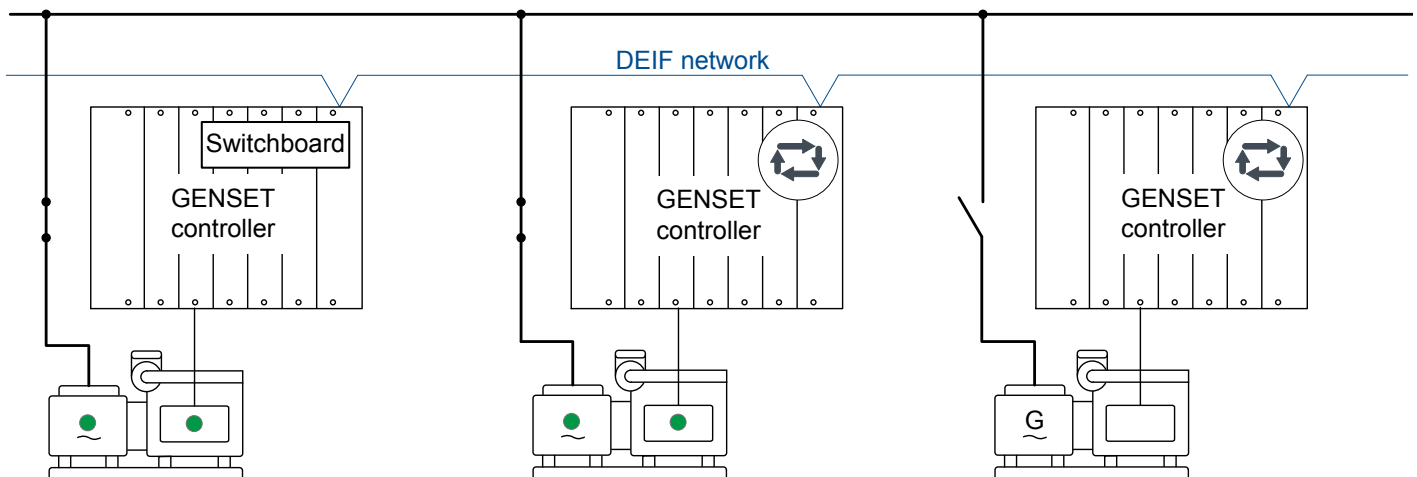 DEIF network
Switchboard
GENSET
controller
GENSET
controller
GENSET
controller
G